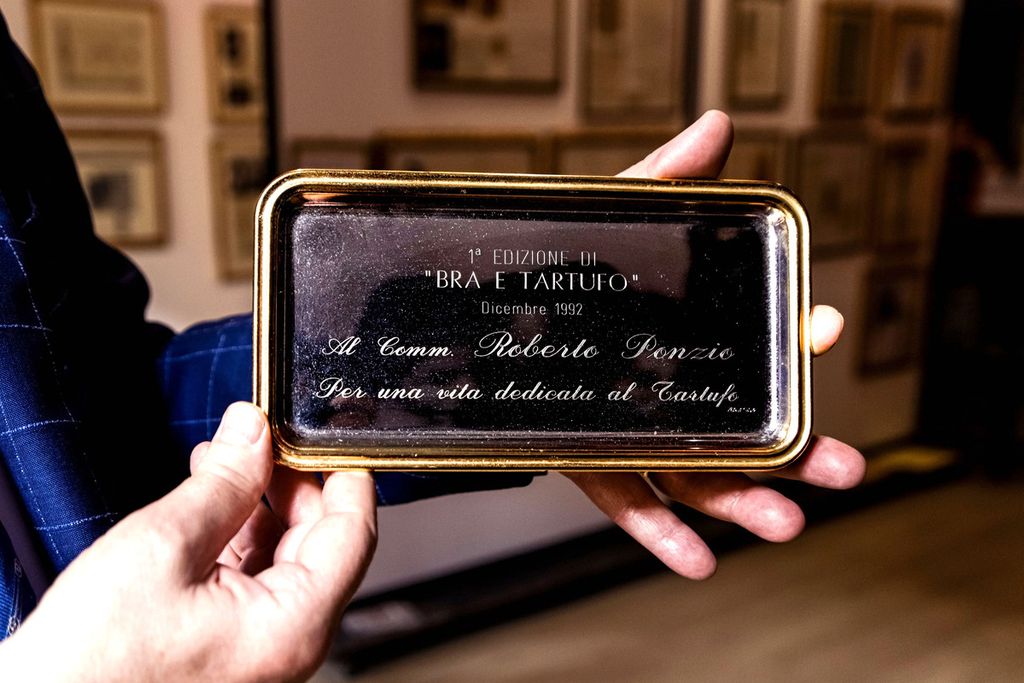 1ª EDIZIONE DI
"BRA E TARTUFO"
Dicembre 1992
Al Comm. Roberto Ponzio
Per una vita dedicata al Tartufo